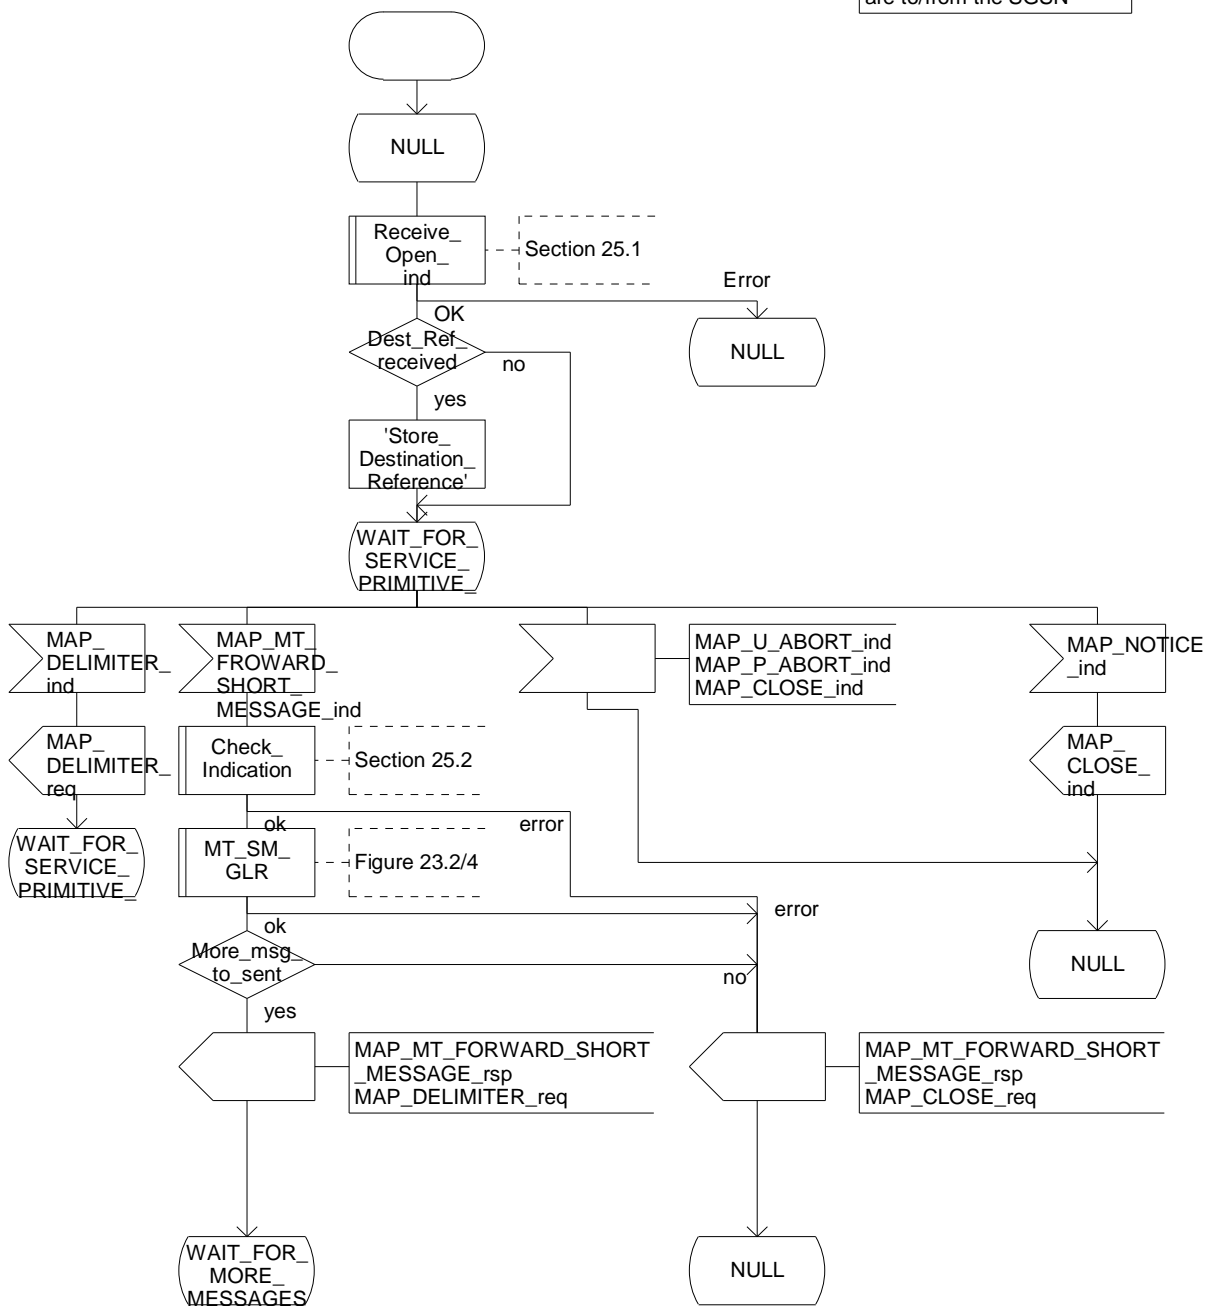 are to/from the SGSN
NULL
Receive_
Open_
ind
Section 25.1
Error
OK
Dest_Ref_
received
no
NULL
yes
'Store_
Destination_
Reference'
WAIT_FOR_
SERVICE_
PRIMITIVE_
MAP_
DELIMITER_
ind
MAP_MT_
FROWARD_
SHORT_
MESSAGE_ind
MAP_U_ABORT_ind
MAP_P_ABORT_ind
MAP_CLOSE_ind
MAP_NOTICE
_ind
MAP_
DELIMITER_
req
Check_
Indication
Section 25.2
MAP_
CLOSE_
ind
ok
error
WAIT_FOR_
SERVICE_
PRIMITIVE_
MT_SM_
GLR
Figure 23.2/4
error
ok
More_msg_
to_sent
no
NULL
yes
MAP_MT_FORWARD_SHORT
_MESSAGE_rsp
MAP_DELIMITER_req
MAP_MT_FORWARD_SHORT
_MESSAGE_rsp
MAP_CLOSE_req
WAIT_FOR_
MORE_
MESSAGES
NULL